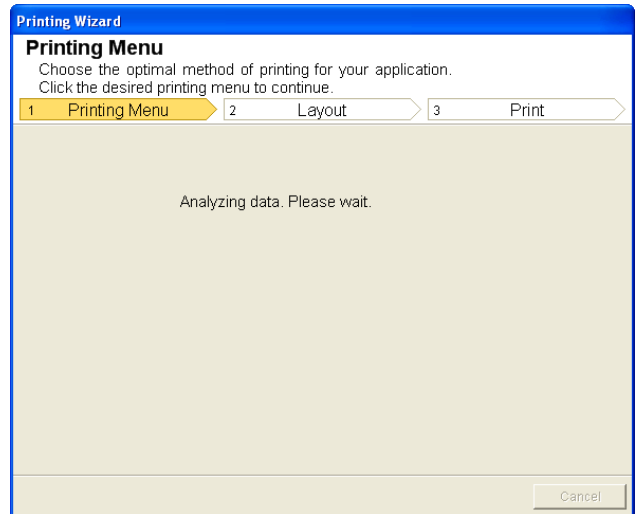 Printing Wizard
Printing Menu
Choose the optimal method of printing for your application.
Click the desired printing menu to continue.
1 Printing Menu 2 Layout 3 Print
Analyzing data. Please wait.
Cancel